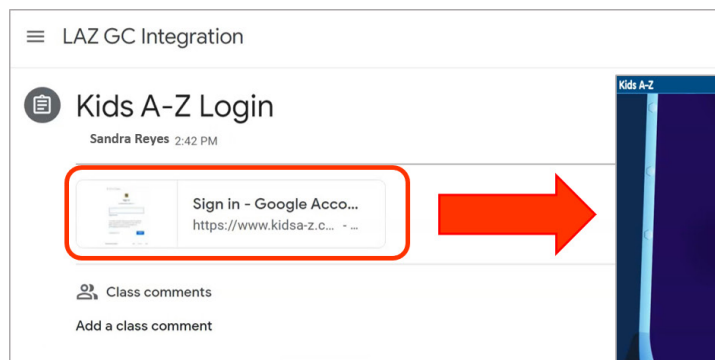 LAZ GC Integration
Kids A-Z Login
Sandra Reyes 2:42 PM
Sign in - Google Acco...
https://www.kidsa-z.c... - ...
Class comments
Add a class comment
Kids A-Z